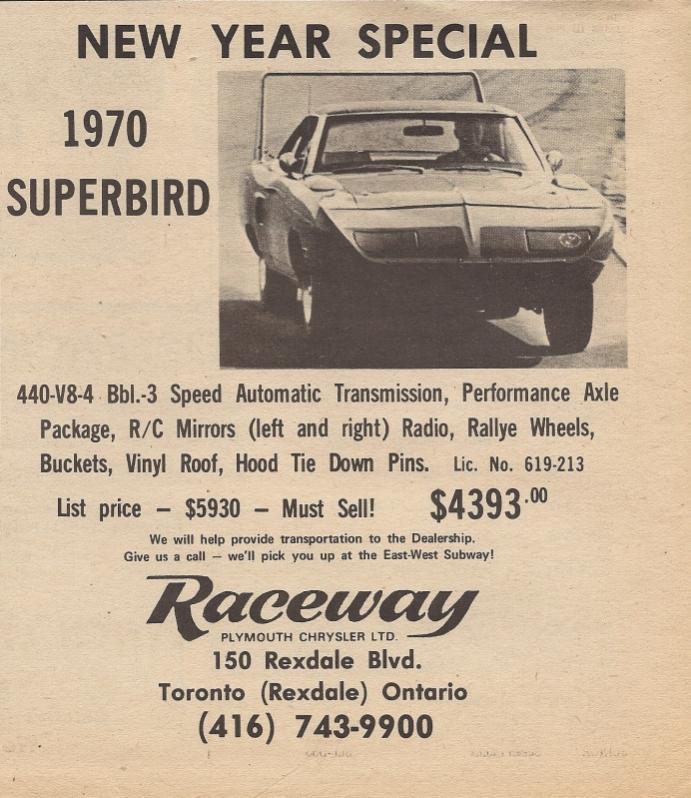 NEW YEAR SPECIAL
1970
SUPERBIRD
440-V8-4 Bbl.-3 Speed Automatic Transmission, Performance Axle
Package, R/C Mirrors (left and right) Radio, Rallye Wheels,
Buckets, Vinyl Roof, Hood Tie Down Pins. Lic. No. 619-213
List price – $5930 – Must Sell! $4393.00
We will help provide transportation to the Dealership.
Give us a call – we'll pick you up at the East-West Subway!
Raceway
PLYMOUTH CHRYSLER LTD.
150 Rexdale Blvd.
Toronto (Rexdale) Ontario
(416) 743-9900